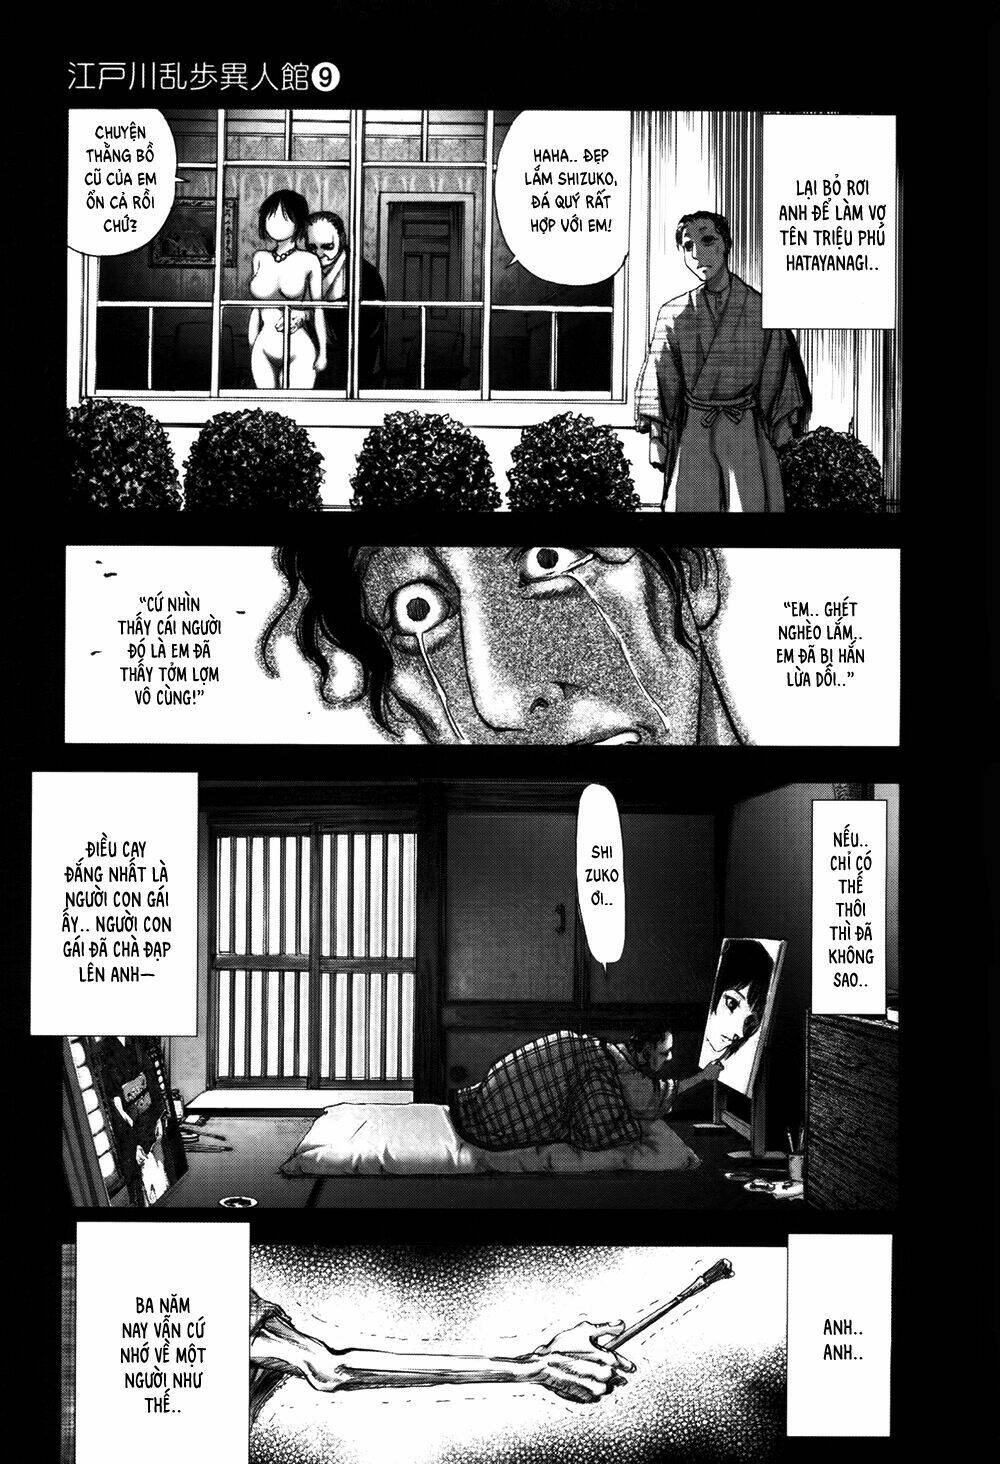 江戸川乱歩異人館❾
LẠI BỎ RƠI
ANH ĐỂ LÀM VỢ
TÊN TRIỆU PHÚ
HATAYANAGI..
HAHA.. ĐẸP
LẮM SHIZUKO,
ĐÁ QUÝ RẤT
HỢP VỚI EM!
CHUYỆN
THẰNG BỒ
CŨ CỦA EM
ỔN CẢ RỒI
CHỨ?
“EM.. GHÉT
NGHÈO LẮM..
EM ĐÃ BỊ HẮN
LỪA DỐI..”
“CỨ NHÌN
THẤY CÁI NGƯỜI
ĐÓ LÀ EM ĐÃ
THẤY TỞM LỢM
VÔ CÙNG!”
NẾU..
CHỈ CÓ
THẾ
THÔI
THÌ ĐÃ
KHÔNG
SAO..
SHI
ZUKO
ƠI..
ĐIỀU CAY
ĐẮNG NHẤT LÀ
NGƯỜI CON GÁI
ẤY.. NGƯỜI CON
GÁI ĐÃ CHÀ ĐẠP
LÊN ANH—
ANH..
ANH..
BA NĂM
NAY VẪN CỨ
NHỚ VỀ MỘT
NGƯỜI NHƯ
THẾ..